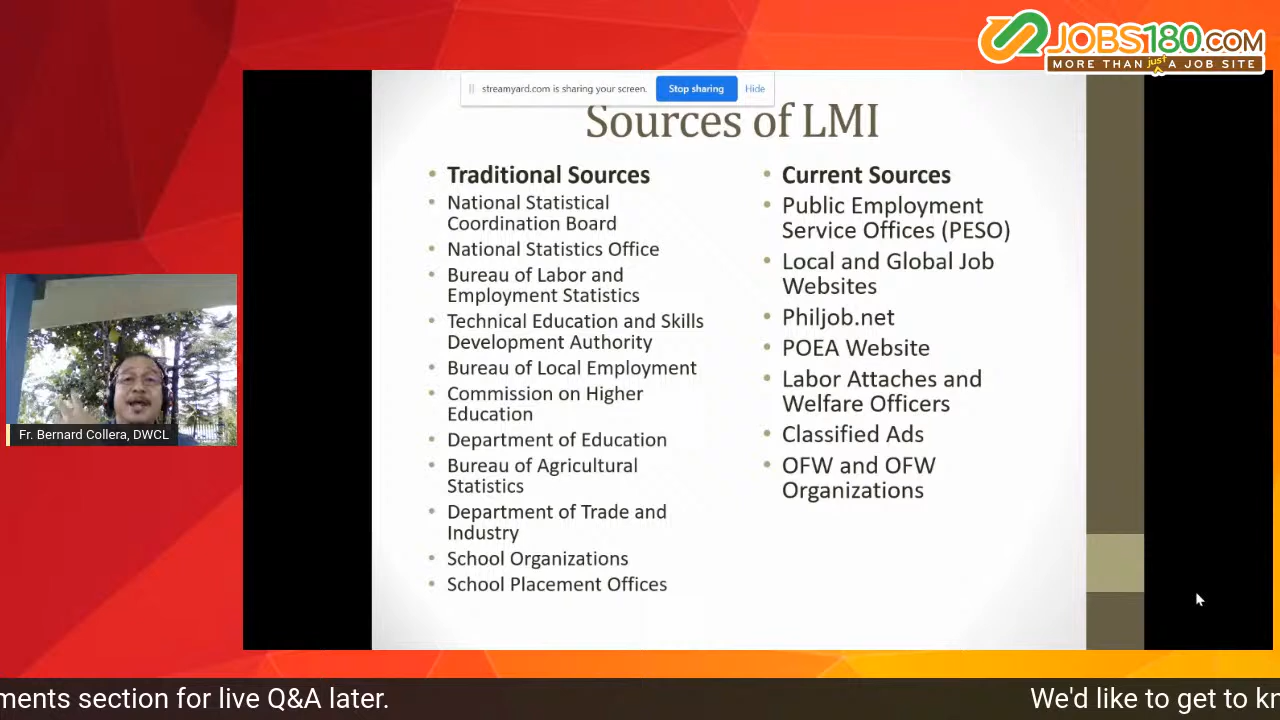 JOBS180.COM
MORE THAN just A JOB SITE
streamyard.com is sharing your screen.
Stop sharing
Hide
Sources of LMI
• Traditional Sources
• National Statistical
Coordination Board
• National Statistics Office
• Bureau of Labor and
Employment Statistics
• Technical Education and Skills
Development Authority
• Bureau of Local Employment
• Commission on Higher
Education
• Department of Education
• Bureau of Agricultural
Statistics
• Department of Trade and
Industry
• School Organizations
• School Placement Offices
• Current Sources
• Public Employment
Service Offices (PESO)
• Local and Global Job
Websites
• Philjob.net
• POEA Website
• Labor Attaches and
Welfare Officers
• Classified Ads
• OFW and OFW
Organizations
Fr. Bernard Collera, DWCL
ments section for live Q&A later.
We'd like to get to kn